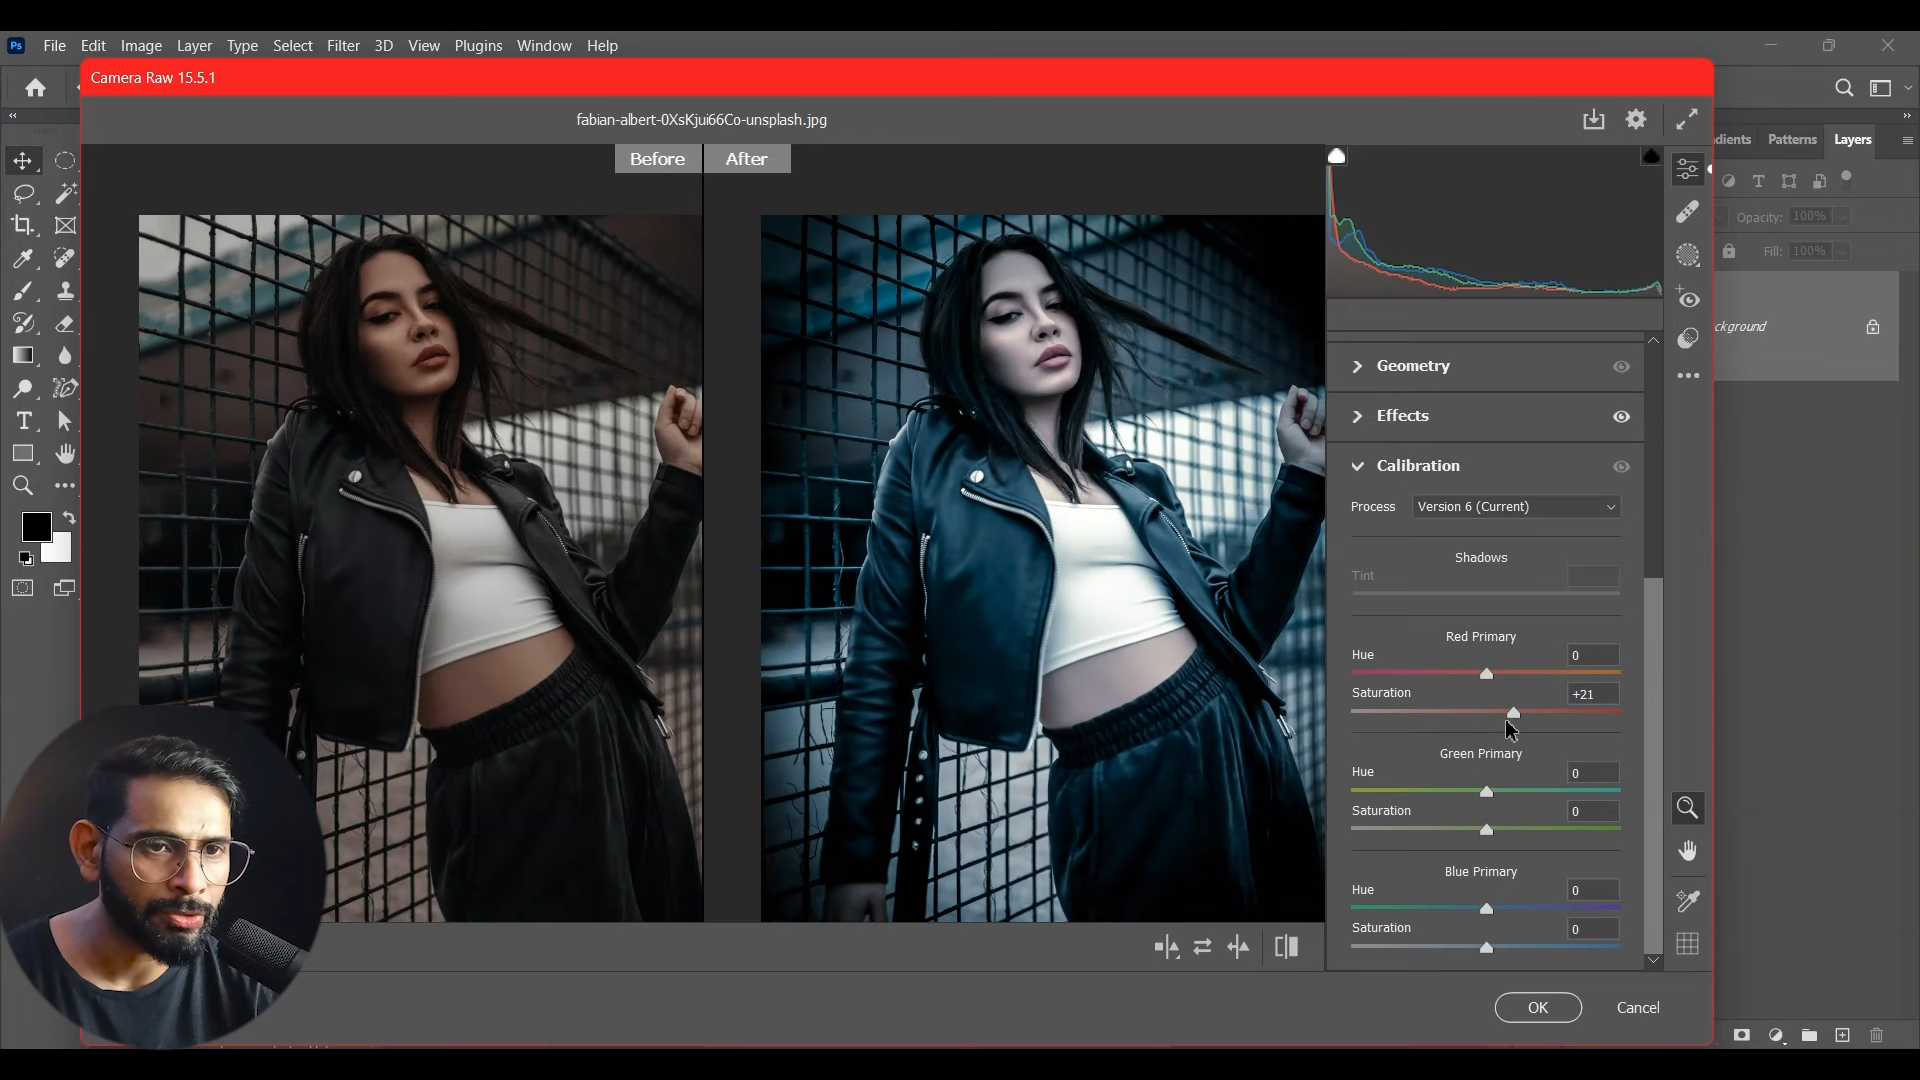 Ps File Edit Image Layer Type Select Filter 3D View Plugins Window Help
Camera Raw 15.5.1
fabian-albert-0XsKjui66Co-unsplash.jpg
Before After
dients Patterns Layers
Opacity: 100%
Fill: 100%
ckground
Geometry
Effects
Calibration
Process Version 6 (Current)
Shadows
Tint
Red Primary
Hue 0
Saturation +21
Green Primary
Hue 0
Saturation 0
Blue Primary
Hue 0
Saturation 0
OK Cancel